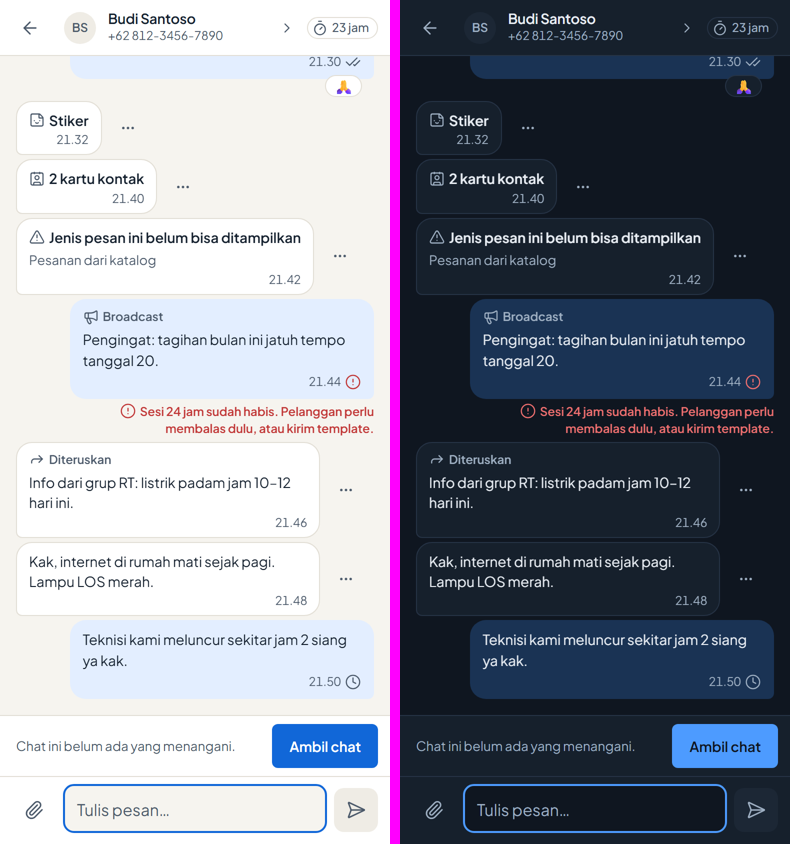 BS
Budi Santoso
+62 812-3456-7890
23 jam
21.30
Stiker
21.32
2 kartu kontak
21.40
Jenis pesan ini belum bisa ditampilkan
Pesanan dari katalog
21.42
Broadcast
Pengingat: tagihan bulan ini jatuh tempo
tanggal 20.
21.44
Sesi 24 jam sudah habis. Pelanggan perlu
membalas dulu, atau kirim template.
Diteruskan
Info dari grup RT: listrik padam jam 10–12
hari ini.
21.46
Kak, internet di rumah mati sejak pagi.
Lampu LOS merah.
21.48
Teknisi kami meluncur sekitar jam 2 siang
ya kak.
21.50
Chat ini belum ada yang menangani.
Ambil chat
Tulis pesan...
BS
Budi Santoso
+62 812-3456-7890
23 jam
21.30
Stiker
21.32
2 kartu kontak
21.40
Jenis pesan ini belum bisa ditampilkan
Pesanan dari katalog
21.42
Broadcast
Pengingat: tagihan bulan ini jatuh tempo
tanggal 20.
21.44
Sesi 24 jam sudah habis. Pelanggan perlu
membalas dulu, atau kirim template.
Diteruskan
Info dari grup RT: listrik padam jam 10–12
hari ini.
21.46
Kak, internet di rumah mati sejak pagi.
Lampu LOS merah.
21.48
Teknisi kami meluncur sekitar jam 2 siang
ya kak.
21.50
Chat ini belum ada yang menangani.
Ambil chat
Tulis pesan...